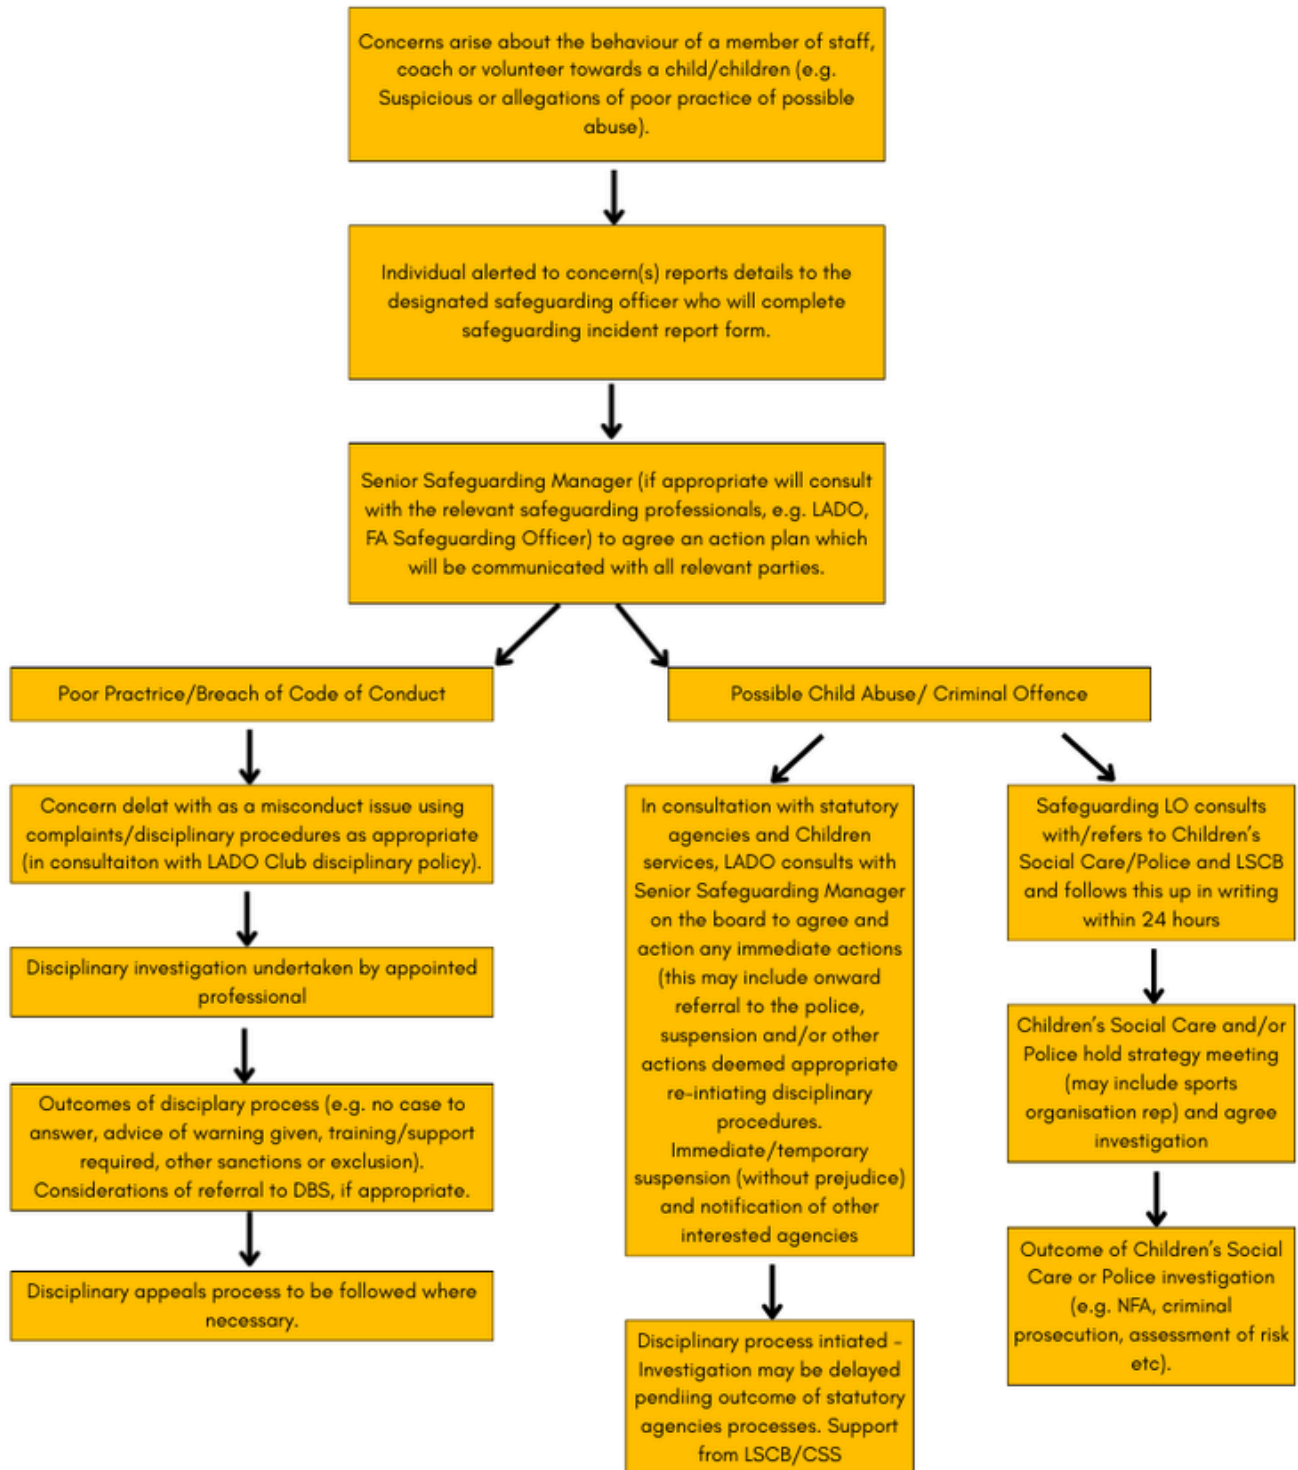 Concerns arise about the behaviour of a member of staff,
coach or volunteer towards a child/children (e.g.
Suspicious or allegations of poor practice of possible
abuse).
Individual alerted to concern(s) reports details to the
designated safeguarding officer who will complete
safeguarding incident report form.
Senior Safeguarding Manager (if appropriate will consult
with the relevant safeguarding professionals, e.g. LADO,
FA Safeguarding Officer) to agree an action plan which
will be communicated with all relevant parties.
Poor Practrice/Breach of Code of Conduct
Concern delat with as a misconduct issue using
complaints/disciplinary procedures as appropriate
(in consultaiton with LADO Club disciplinary policy).
Disciplinary investigation undertaken by appointed
professional
Outcomes of disciplary process (e.g. no case to
answer, advice of warning given, training/support
required, other sanctions or exclusion).
Considerations of referral to DBS, if appropriate.
Disciplinary appeals process to be followed where
necessary.
Possible Child Abuse/ Criminal Offence
In consultation with statutory
agencies and Children
services, LADO consults with
Senior Safeguarding Manager
on the board to agree and
action any immediate actions
(this may include onward
referral to the police,
suspension and/or other
actions deemed appropriate
re-intiating disciplinary
procedures.
Immediate/temporary
suspension (without prejudice)
and notification of other
interested agencies
Disciplinary process intiated –
Investigation may be delayed
pendiing outcome of statutory
agencies processes. Support
from LSCB/CSS
Safeguarding LO consults
with/refers to Children's
Social Care/Police and LSCB
and follows this up in writing
within 24 hours
Children's Social Care and/or
Police hold strategy meeting
(may include sports
organisation rep) and agree
investigation
Outcome of Children's Social
Care or Police investigation
(e.g. NFA, criminal
prosecution, assessment of risk
etc).